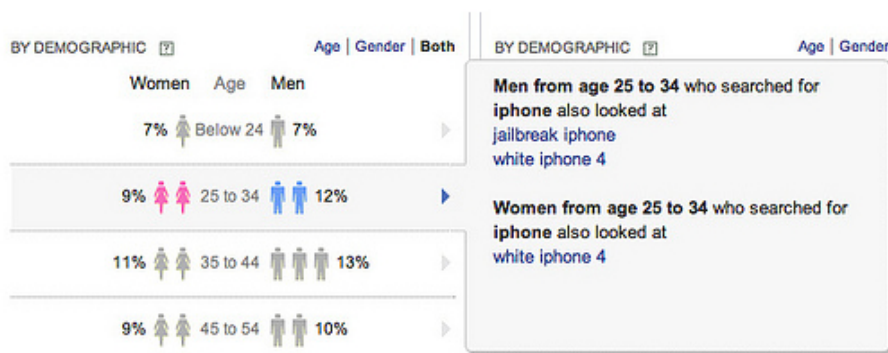 BY DEMOGRAPHIC [?] Age | Gender | Both
Women Age Men
7% Below 24 7%
9% 25 to 34 12%
11% 35 to 44 13%
9% 45 to 54 10%
BY DEMOGRAPHIC [?] Age | Gender
Men from age 25 to 34 who searched for
iphone also looked at
jailbreak iphone
white iphone 4
Women from age 25 to 34 who searched for
iphone also looked at
white iphone 4